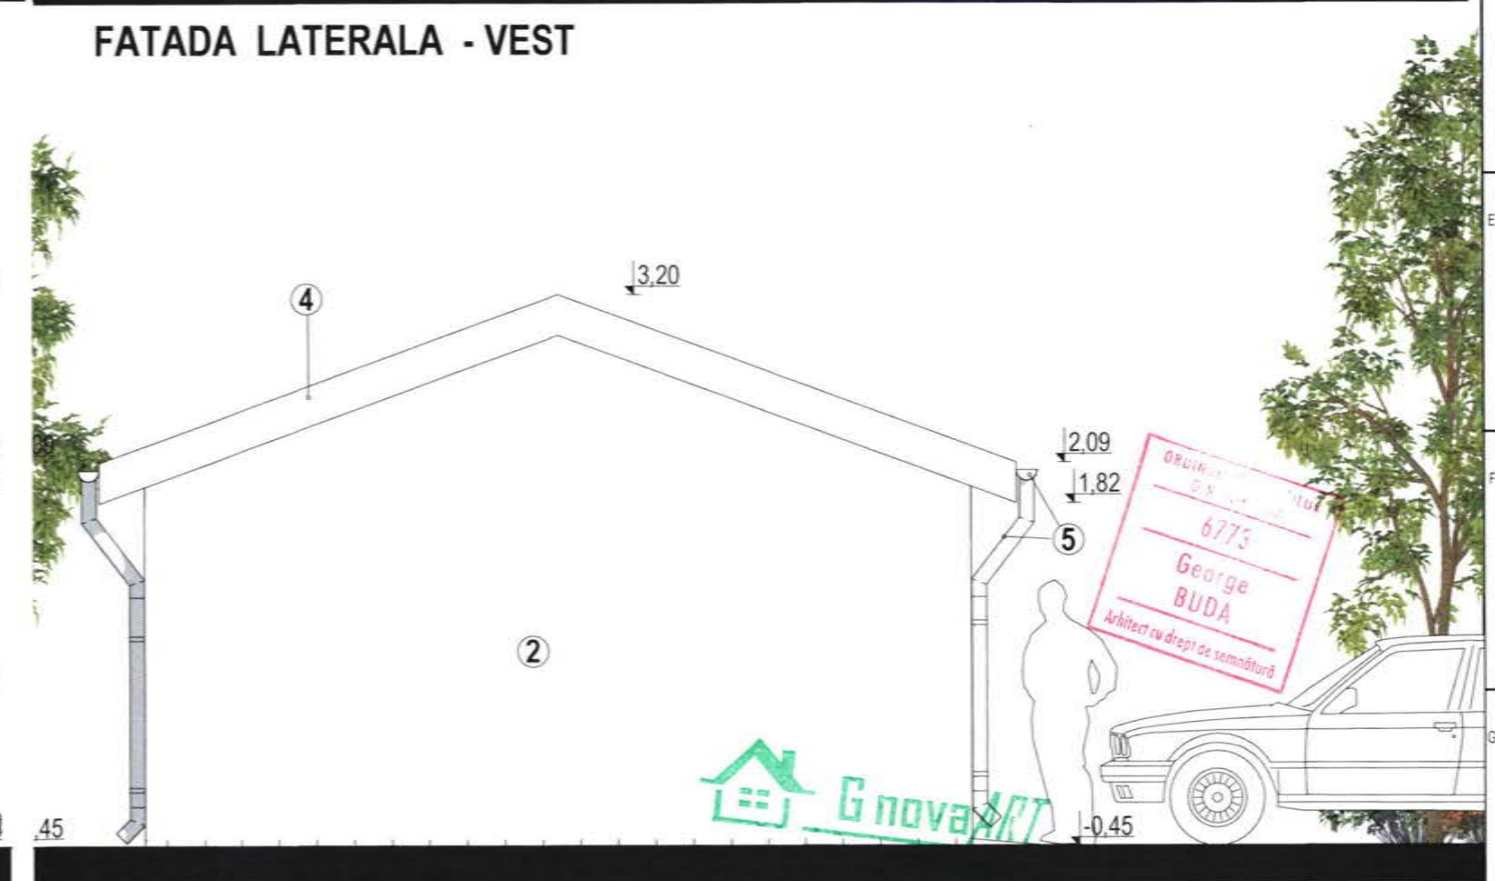 FATADA LATERALA - VEST
3,20
4
2,09
1,82
5
6773
George
BUDA
Arhitect cu drept de semnătură
2
G novaART
-0,45
,45
E
F
G